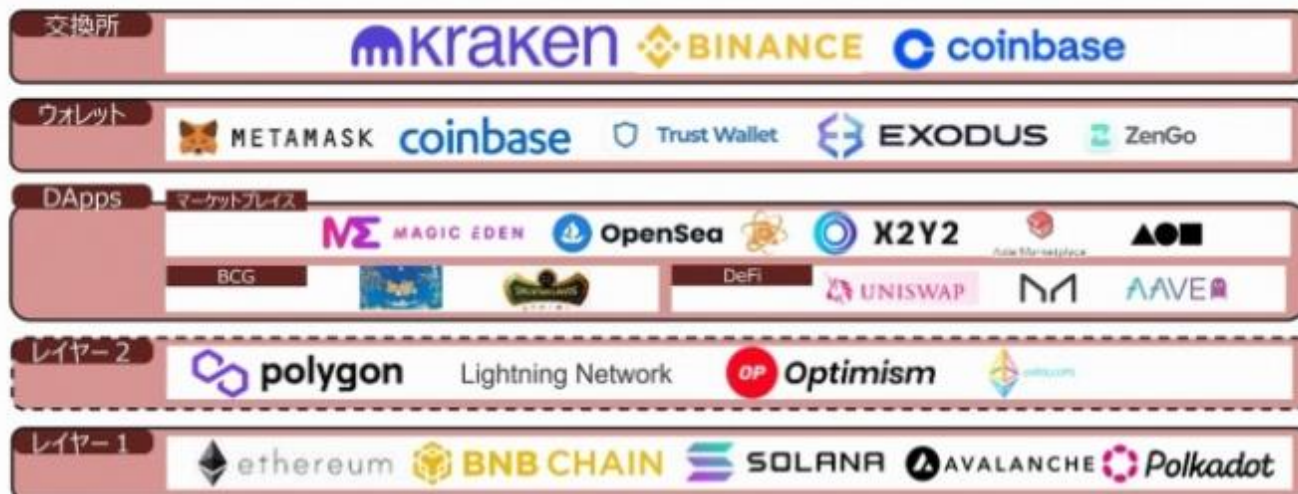 交換所
kraken BINANCE coinbase
ウォレット
METAMASK coinbase Trust Wallet EXODUS ZenGo
DApps
マーケットプレイス
ME MAGIC EDEN OpenSea X2Y2
BCG
DeFi
UNISWAP AAVE
レイヤー2
polygon Lightning Network OP Optimism
レイヤー1
ethereum BNB CHAIN SOLANA AVALANCHE Polkadot